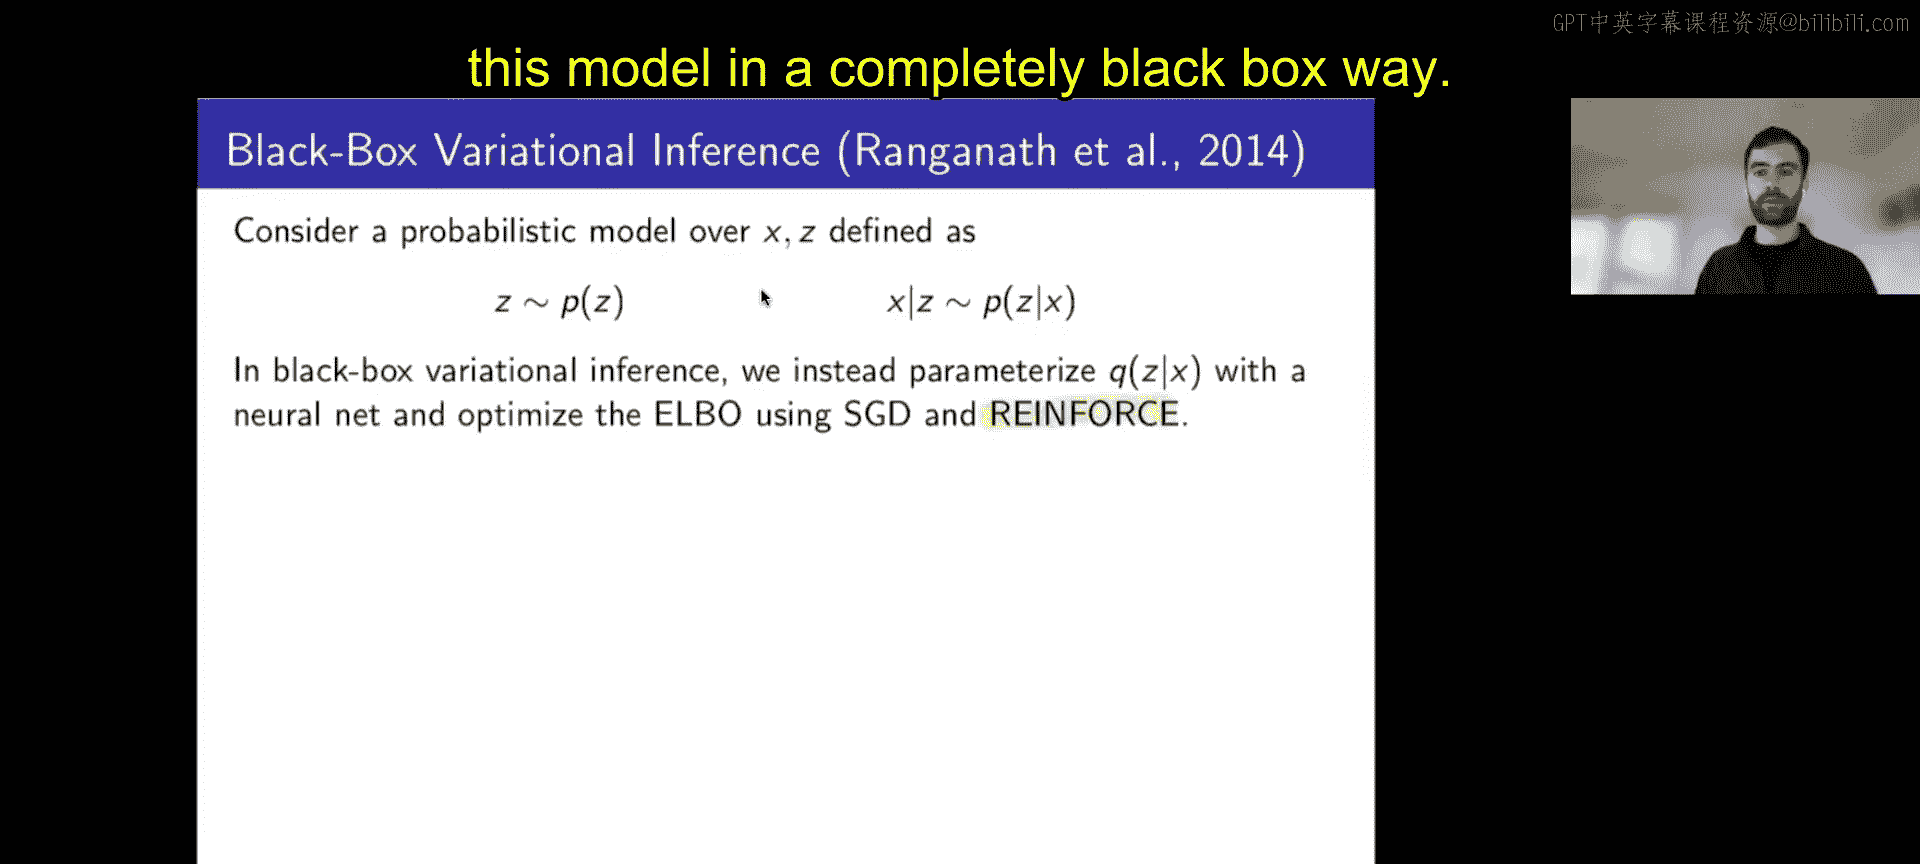 GPT中英字幕课程资源@bilibili.com
this model in a completely black box way.
Black-Box Variational Inference (Ranganath et al., 2014)
Consider a probabilistic model over x, z defined as
z ∼ p(z) x|z ∼ p(z|x)
In black-box variational inference, we instead parameterize q(z|x) with a
neural net and optimize the ELBO using SGD and REINFORCE.